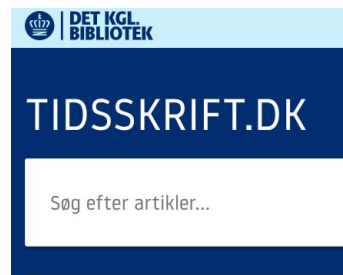 DET KGL.
BIBLIOTEK
TIDSSKRIFT.DK
Søg efter artikler...